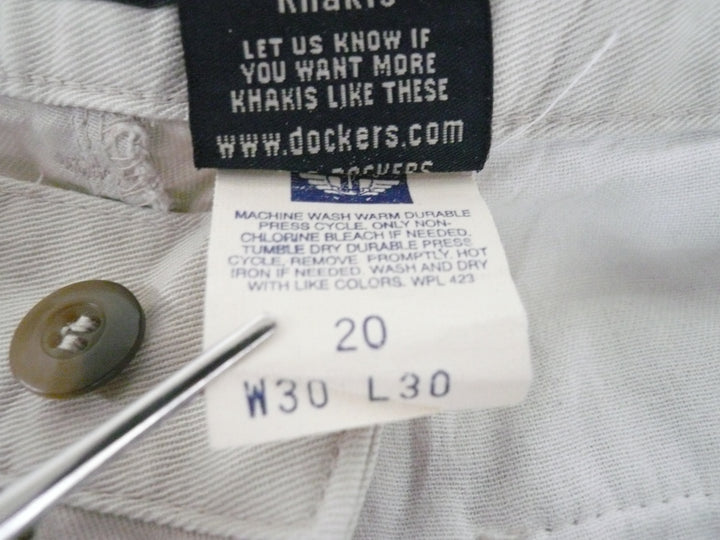 Khakis
LET US KNOW IF
YOU WANT MORE
KHAKIS LIKE THESE
www.dockers.com
DOCKERS
MACHINE WASH WARM DURABLE
PRESS CYCLE. ONLY NON-
CHLORINE BLEACH IF NEEDED.
TUMBLE DRY DURABLE PRESS
CYCLE, REMOVE PROMPTLY, HOT
IRON IF NEEDED. WASH AND DRY
WITH LIKE COLORS. WPL 423
20
W30 L30